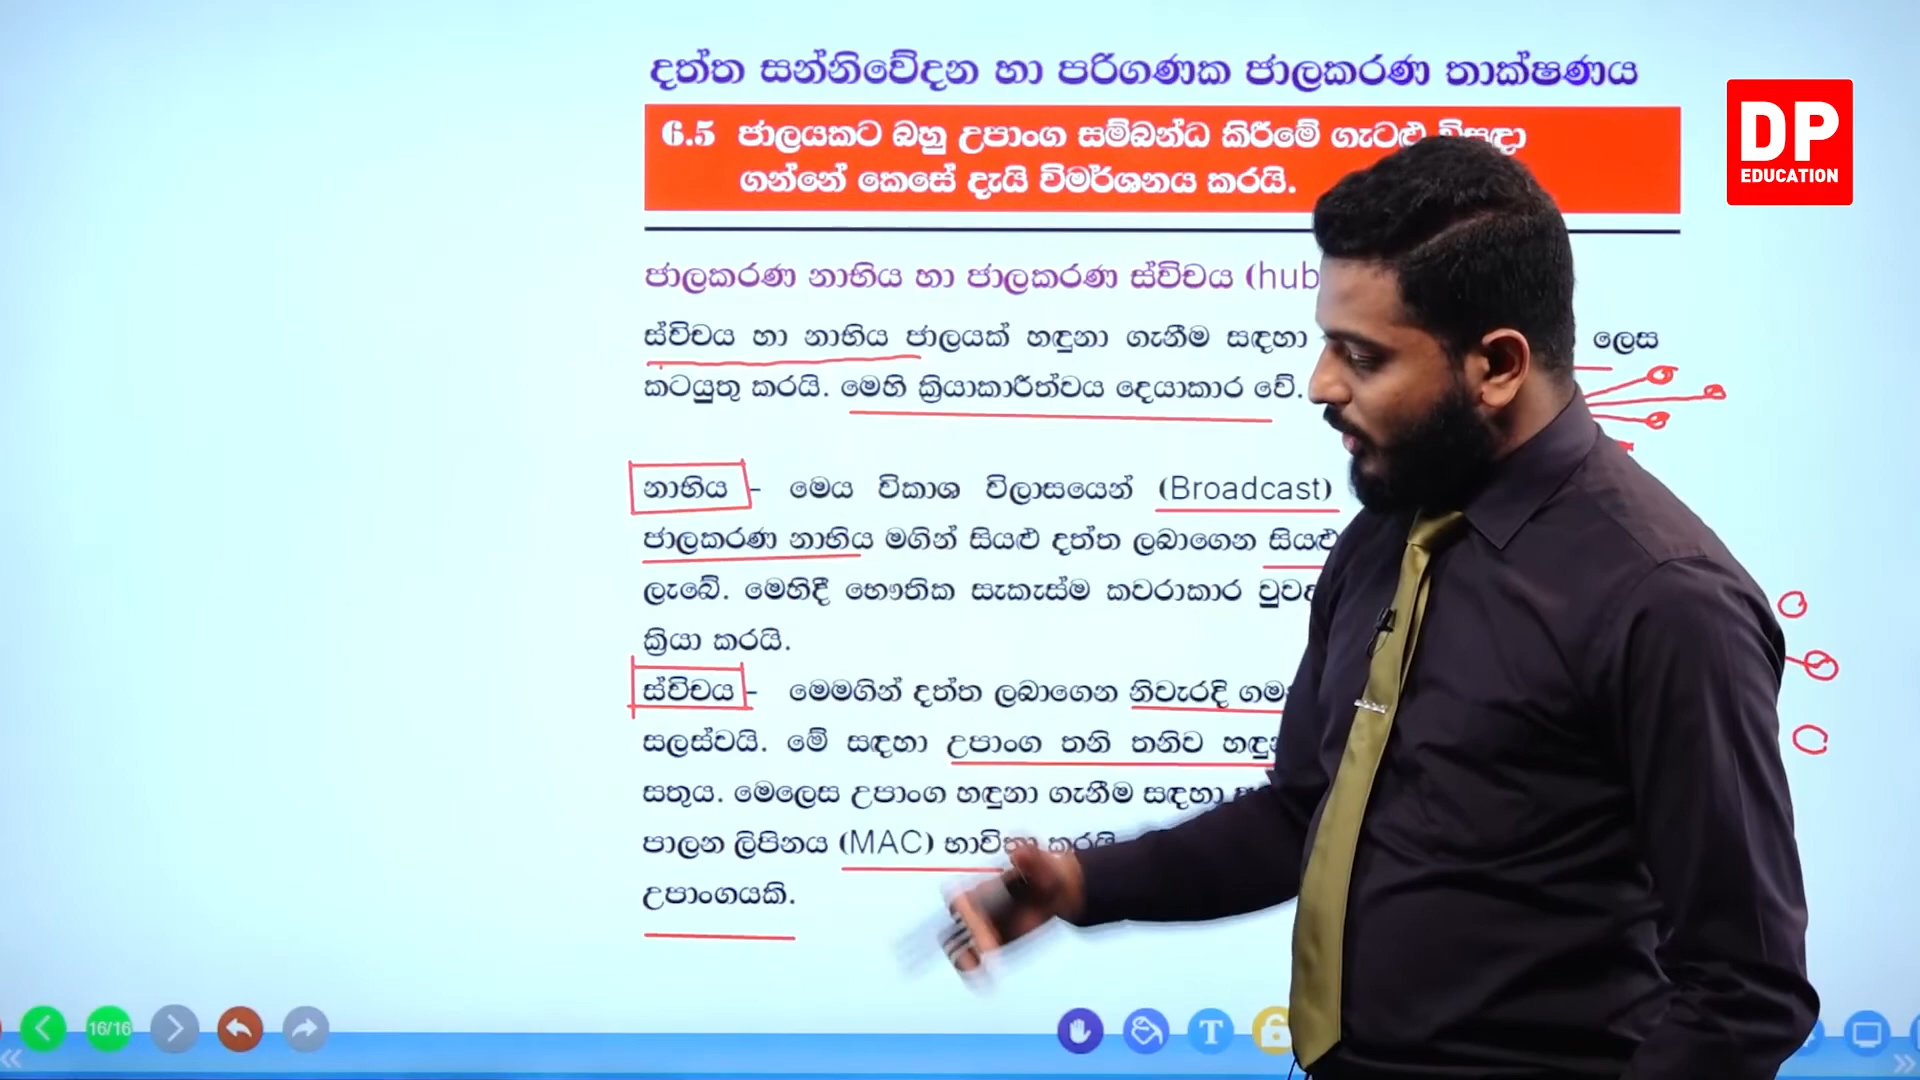 දත්ත සන්නිවේදන හා පරිගණක ජාලකරණ තාක්ෂණය
6.5 ජාලයකට බහු උපාංග සම්බන්ධ කිරීමේ ගැටළු විසඳා
ගන්නේ කෙසේ දැයි විමර්ශනය කරයි.
DP
EDUCATION
ජාලකරණ නාභිය හා ජාලකරණ ස්විචය (hub
ස්විචය හා නාභිය ජාලයක් හඳුනා ගැනීම සඳහා ලෙස
කටයුතු කරයි. මෙහි ක්‍රියාකාරීත්වය දෙයාකාර වේ.
නාභිය - මෙය විකාශ විලාසයෙන් (Broadcast)
ජාලකරණ නාභිය මගින් සියළු දත්ත ලබාගෙන සියළු
ලැබේ. මෙහිදී භෞතික සැකැස්ම කවරාකාර
ක්‍රියා කරයි.
ස්විචය - මෙමගින් දත්ත ලබාගෙන නිවැරදි
සලස්වයි. මේ සඳහා උපාංග තනි තනිව
සතුය. මෙලෙස උපාංග හඳුනා ගැනීම සඳහා
පාලන ලිපිනය (MAC) භාවිතා කරයි
උපාංගයකි.
16/16
T